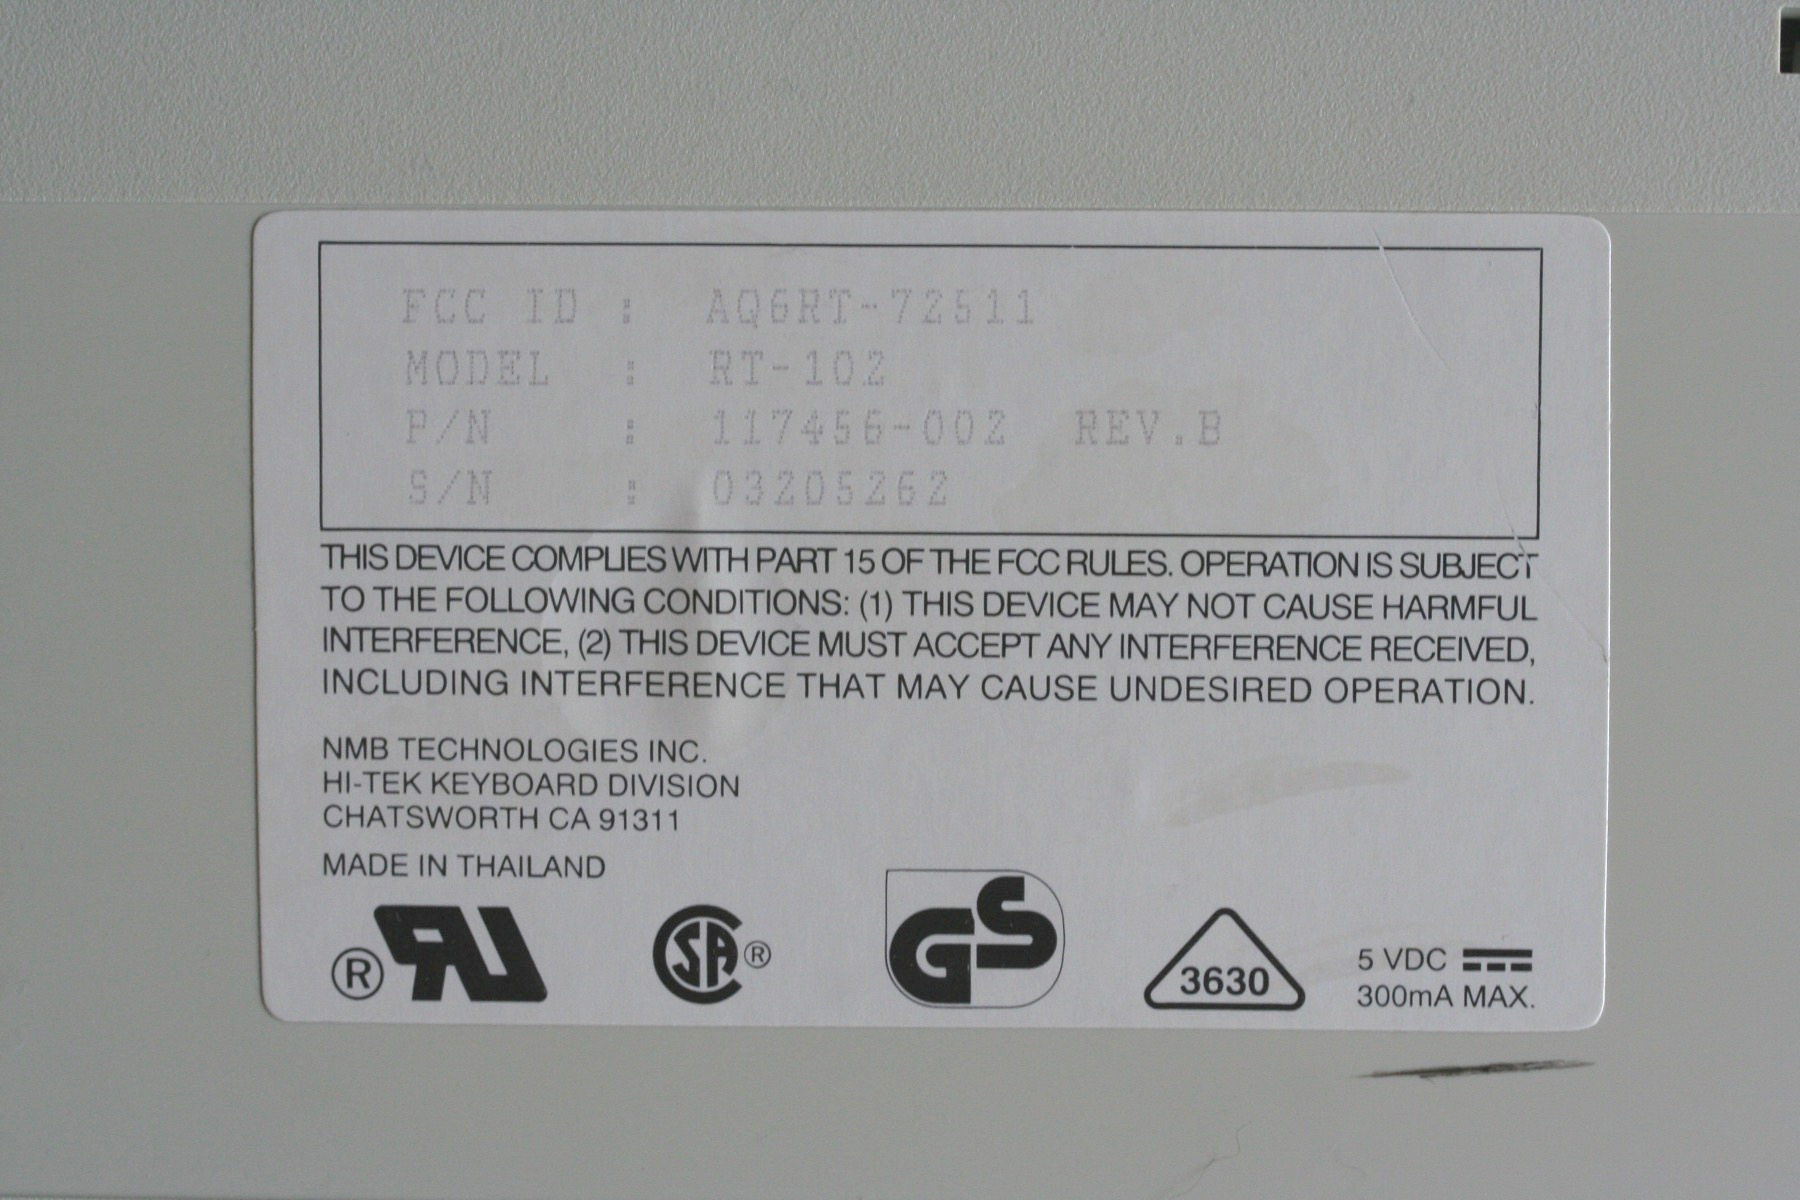 FCC ID : AQ6RT-72511
MODEL : RT-102
P/N : 117456-002 REV.B
S/N : 03205262
THIS DEVICE COMPLIES WITH PART 15 OF THE FCC RULES. OPERATION IS SUBJECT
TO THE FOLLOWING CONDITIONS: (1) THIS DEVICE MAY NOT CAUSE HARMFUL
INTERFERENCE, (2) THIS DEVICE MUST ACCEPT ANY INTERFERENCE RECEIVED,
INCLUDING INTERFERENCE THAT MAY CAUSE UNDESIRED OPERATION.
NMB TECHNOLOGIES INC.
HI-TEK KEYBOARD DIVISION
CHATSWORTH CA 91311
MADE IN THAILAND
® RU
SA ®
GS
3630
5 VDC
300mA MAX.